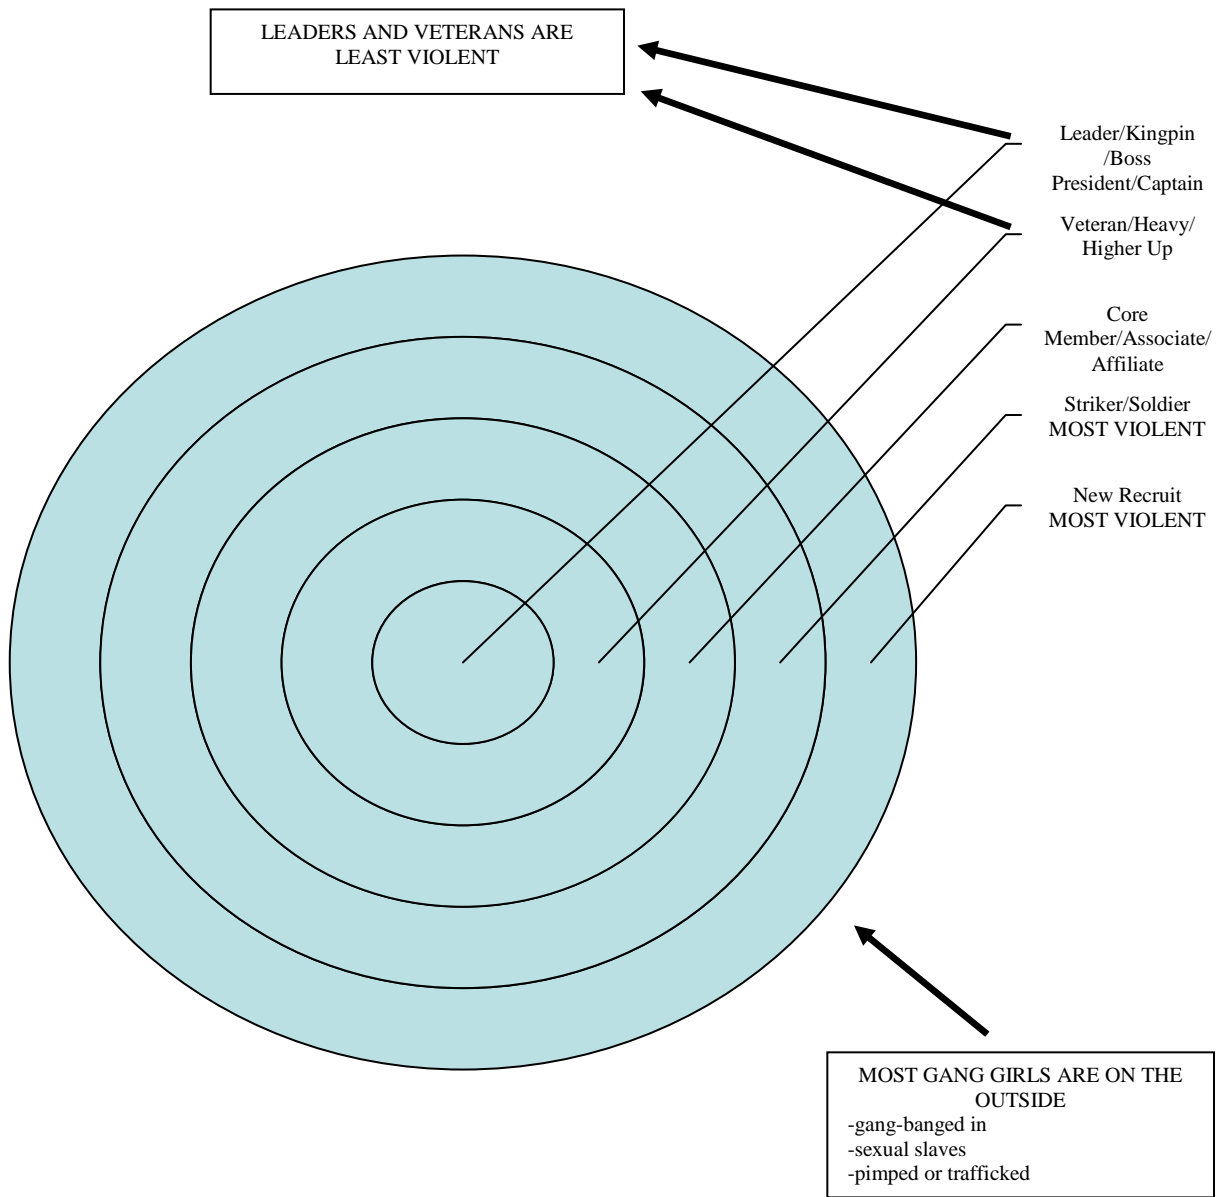 LEADERS AND VETERANS ARE
LEAST VIOLENT
Leader/Kingpin
/Boss
President/Captain
Veteran/Heavy/
Higher Up
Core
Member/Associate/
Affiliate
Striker/Soldier
MOST VIOLENT
New Recruit
MOST VIOLENT
MOST GANG GIRLS ARE ON THE
OUTSIDE
-gang-banged in
-sexual slaves
-pimped or trafficked